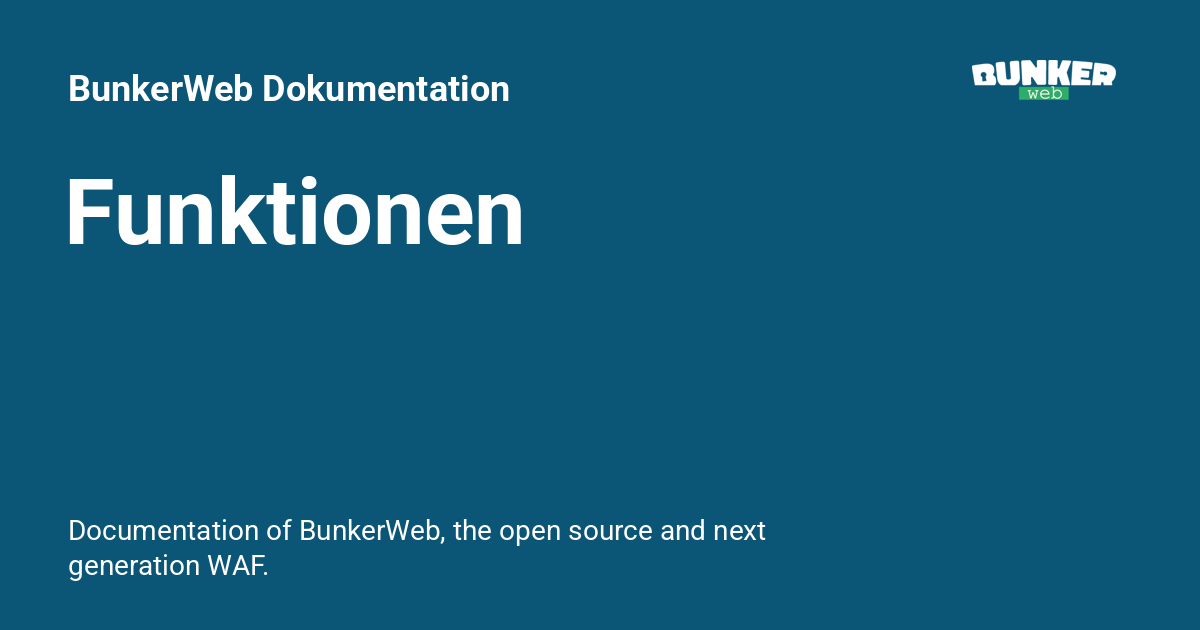 BunkerWeb Dokumentation
BUNKER
web
Funktionen
Documentation of BunkerWeb, the open source and next
generation WAF.